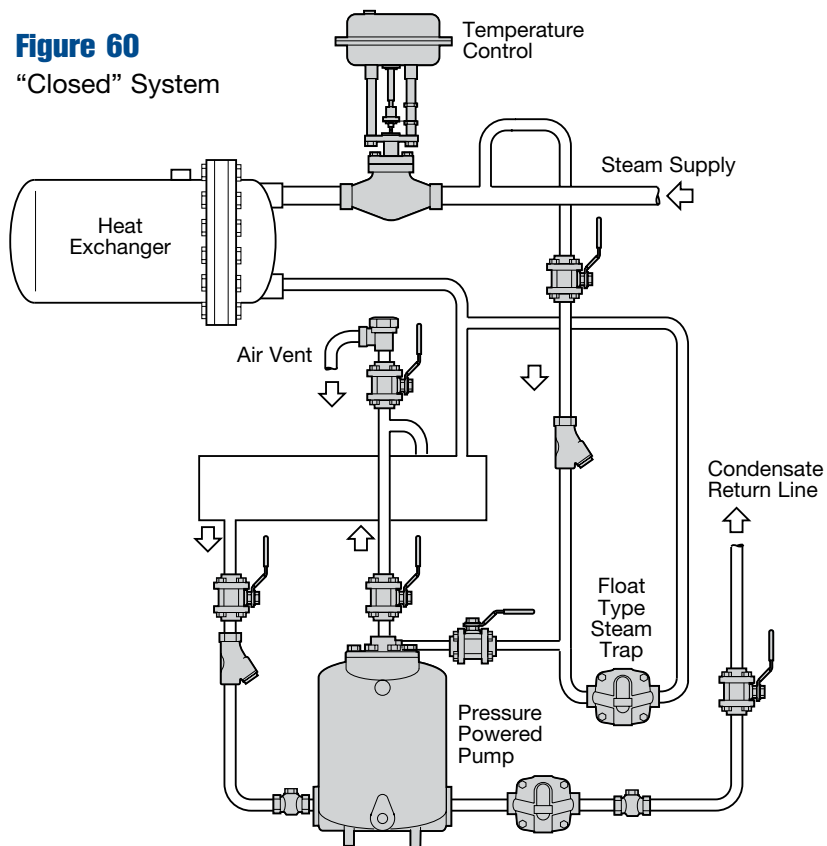 Figure 60
“Closed” System
Temperature
Control
Steam Supply
Heat
Exchanger
Air Vent
Condensate
Return Line
Float
Type
Steam
Trap
Pressure
Powered
Pump